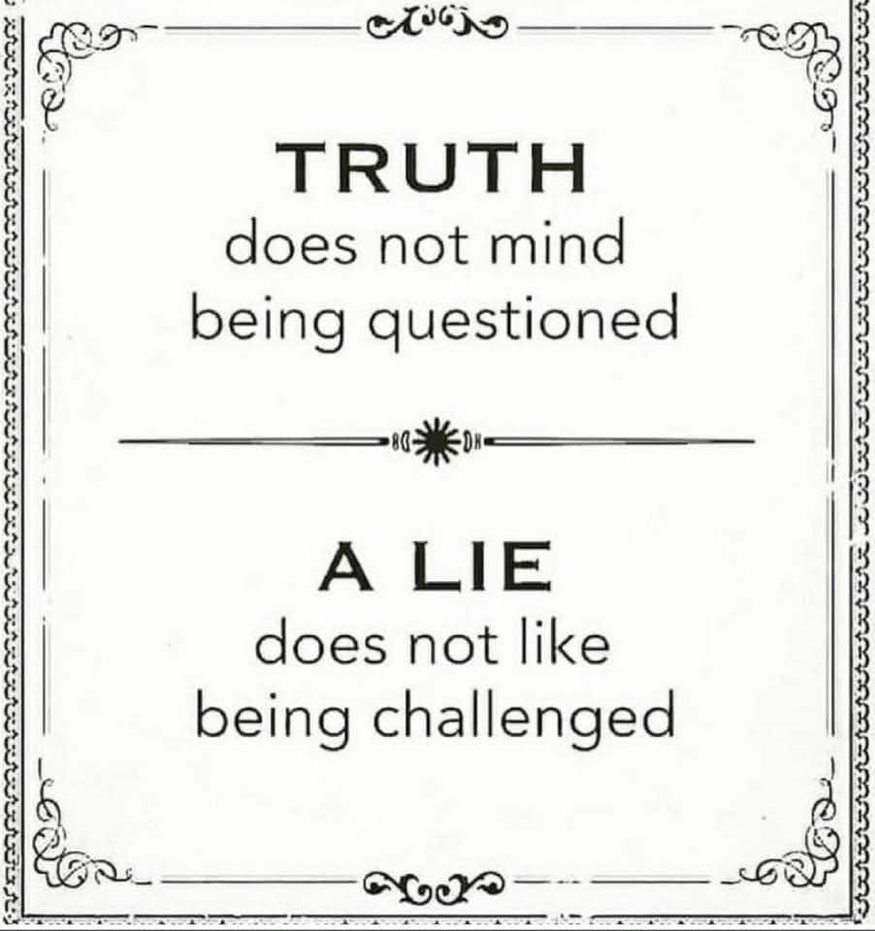 TRUTH
does not mind
being questioned
A LIE
does not like
being challenged